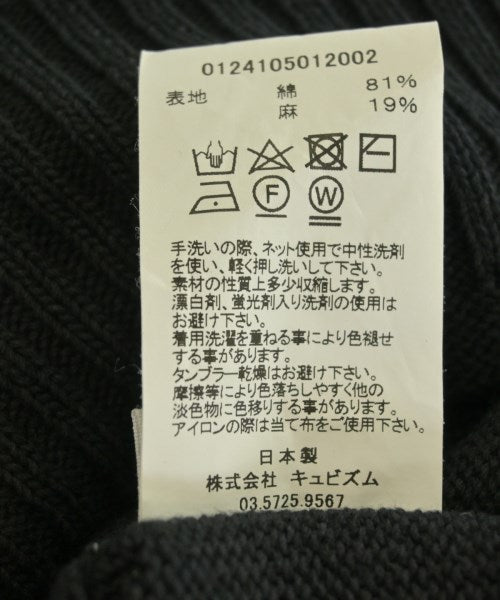 0124105012002
表地 綿 81%
麻 19%
F W
手洗いの際、ネット使用で中性洗剤
を使い、軽く押し洗いして下さい。
素材の性質上多少収縮します。
漂白剤、蛍光剤入り洗剤の使用は
お避け下さい。
着用洗濯を重ねる事により色褪せ
する事があります。
タンブラー乾燥はお避け下さい。
摩擦等により色落ちしやすく他の
淡色物に色移りする事があります。
アイロンの際は当て布をご使用下さい。
日本製
株式会社 キュビズム
03.5725.9567